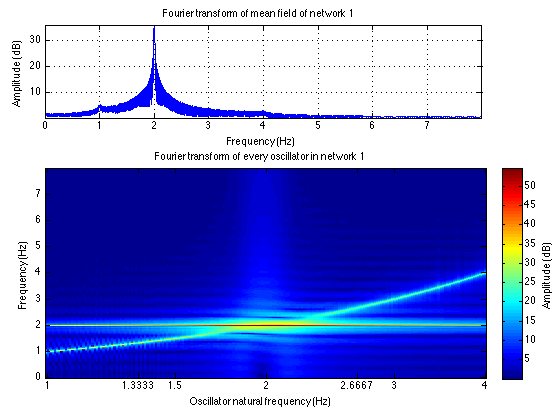 Fourier transform of mean field of network 1
Amplitude (dB)
30
20
10
0 1 2 3 4 5 6 7
Frequency (Hz)
Fourier transform of every oscillator in network 1
Frequency (Hz)
7
6
5
4
3
2
1
0
1 1.3333 1.5 2 2.6667 3 4
Oscillator natural frequency (Hz)
50
45
40
35
30
25
20
15
10
5
Amplitude (dB)